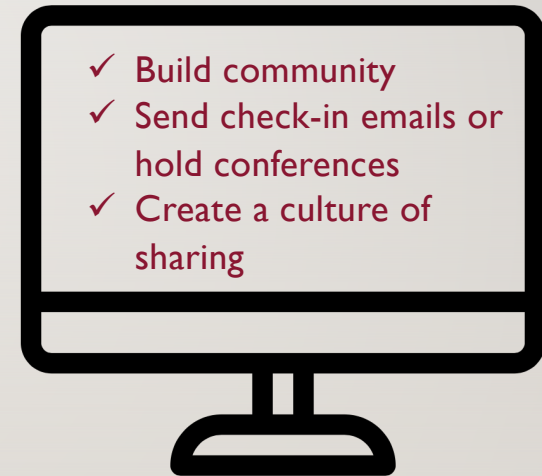 ✓ Build community
✓ Send check-in emails or
hold conferences
✓ Create a culture of
sharing